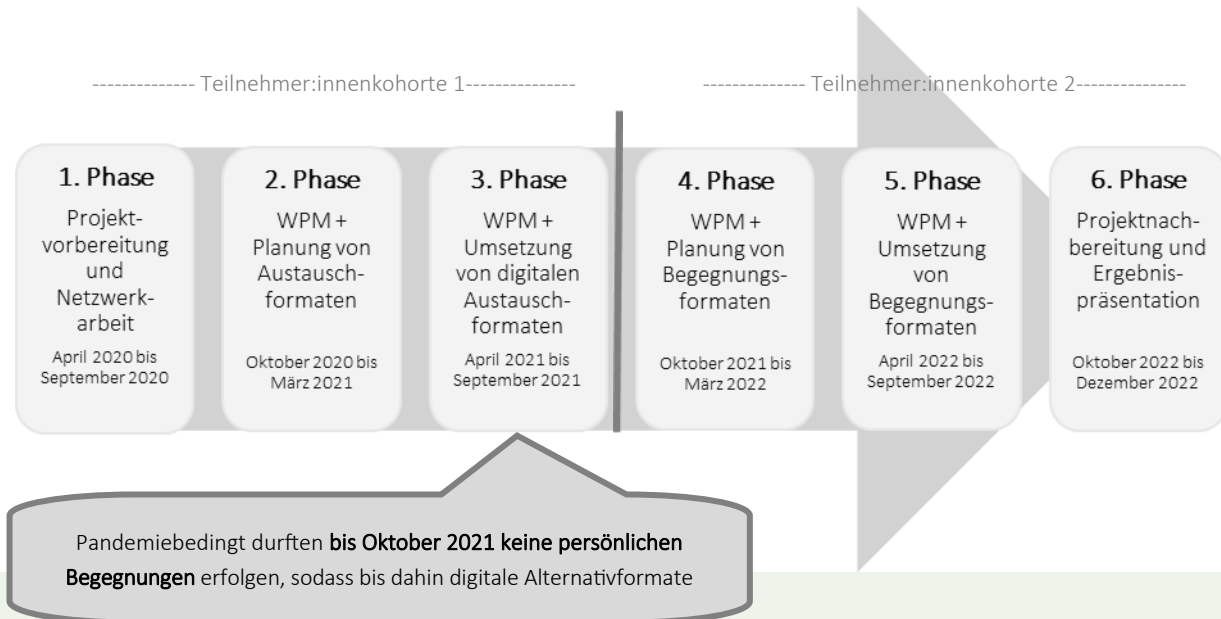 -------------- Teilnehmer:innenkohorte 1---------------
-------------- Teilnehmer:innenkohorte 2---------------
1. Phase
Projekt-
vorbereitung
und
Netzwerk-
arbeit
April 2020 bis
September 2020
2. Phase
WPM +
Planung von
Austausch-
formaten
Oktober 2020 bis
März 2021
3. Phase
WPM +
Umsetzung
von digitalen
Austausch-
formaten
April 2021 bis
September 2021
4. Phase
WPM +
Planung von
Begegnungs-
formaten
Oktober 2021 bis
März 2022
5. Phase
WPM +
Umsetzung
von
Begegnungs-
formaten
April 2022 bis
September 2022
6. Phase
Projektnach-
bereitung und
Ergebnis-
präsentation
Oktober 2022 bis
Dezember 2022
Pandemiebedingt durften bis Oktober 2021 keine persönlichen
Begegnungen erfolgen, sodass bis dahin digitale Alternativformate